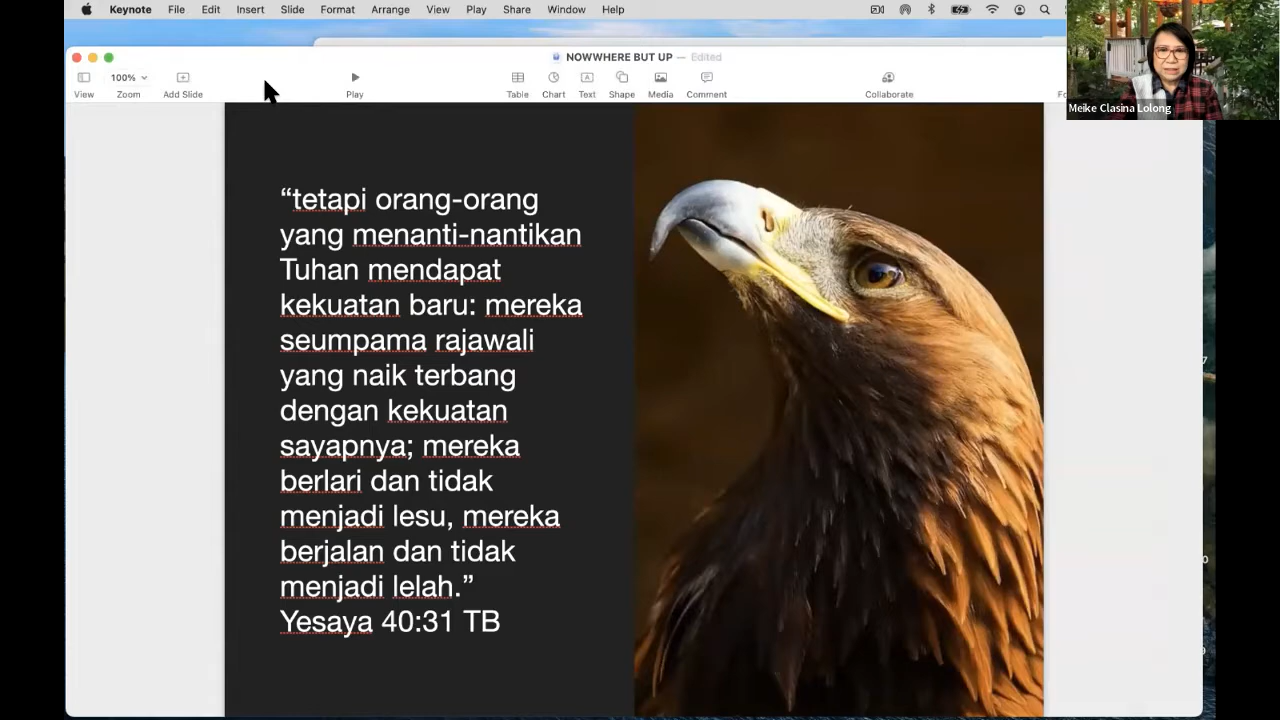 Keynote File Edit Insert Slide Format Arrange View Play Share Window Help
NOWWHERE BUT UP — Edited
100%
View Zoom Add Slide Play Table Chart Text Shape Media Comment Collaborate
Meike Clasina Lolong
“tetapi orang-orang
yang menanti-nantikan
Tuhan mendapat
kekuatan baru: mereka
seumpama rajawali
yang naik terbang
dengan kekuatan
sayapnya; mereka
berlari dan tidak
menjadi lesu, mereka
berjalan dan tidak
menjadi lelah.”
Yesaya 40:31 TB